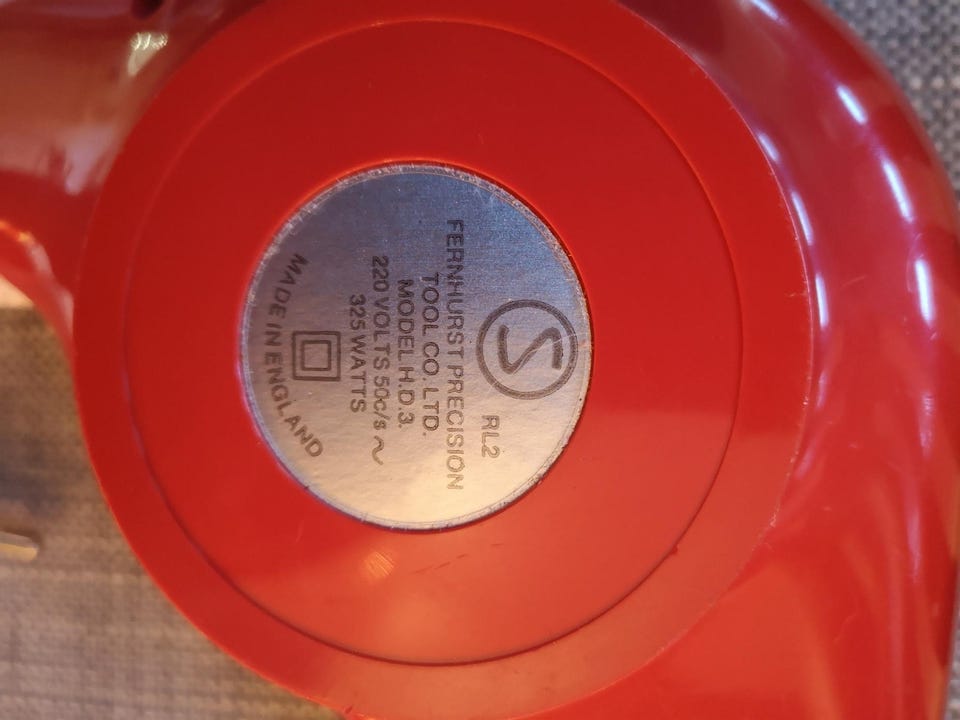 RL2
FERNHURST PRECISION
TOOL CO. LTD.
MODEL H.D.3.
220 VOLTS 50c/s ~
325 WATTS
MADE IN ENGLAND